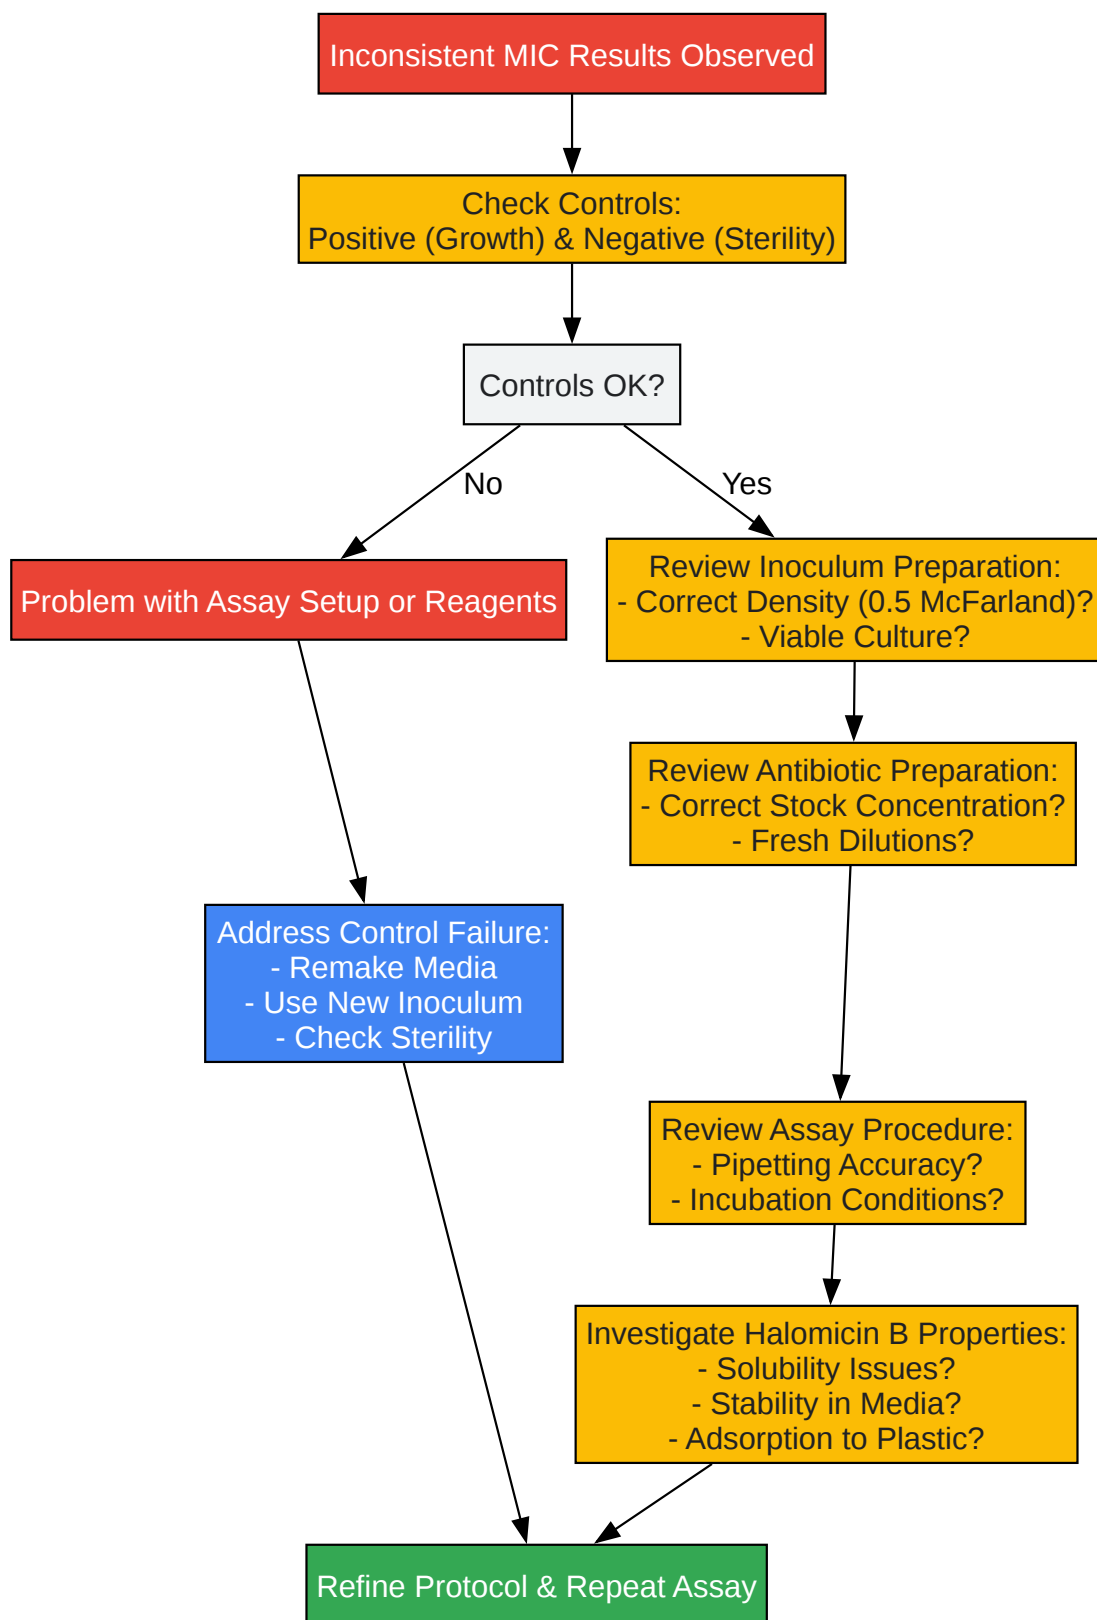 Inconsistent MIC Results Observed
Check Controls:
Positive (Growth) & Negative (Sterility)
Controls OK?
No
Yes
Problem with Assay Setup or Reagents
Review Inoculum Preparation:
- Correct Density (0.5 McFarland)?
- Viable Culture?
Review Antibiotic Preparation:
- Correct Stock Concentration?
- Fresh Dilutions?
Address Control Failure:
- Remake Media
- Use New Inoculum
- Check Sterility
Review Assay Procedure:
- Pipetting Accuracy?
- Incubation Conditions?
Investigate Halomicin B Properties:
- Solubility Issues?
- Stability in Media?
- Adsorption to Plastic?
Refine Protocol & Repeat Assay